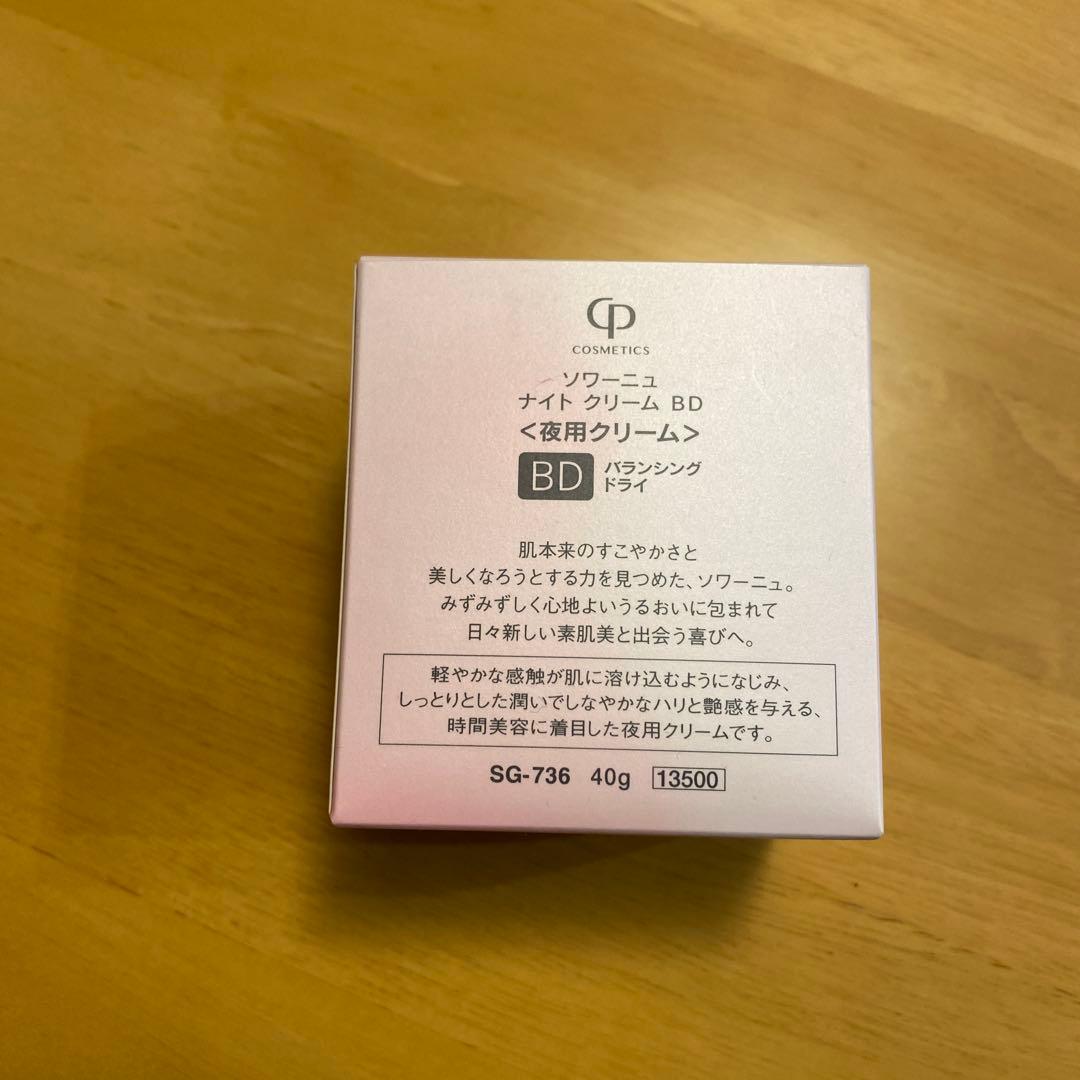 CP
COSMETICS
ソワーニュ
ナイト クリーム BD
<夜用クリーム>
BD バランシング
ドライ
肌本来のすこやかさと
美しくなろうとする力を見つめた、ソワーニュ。
みずみずしく心地よいうるおいに包まれて
日々新しい素肌美と出会う喜びへ。
軽やかな感触が肌に溶け込むようになじみ、
しっとりとした潤いでしなやかなハリと艶感を与える、
時間美容に着目した夜用クリームです。
SG-736 40g 13500